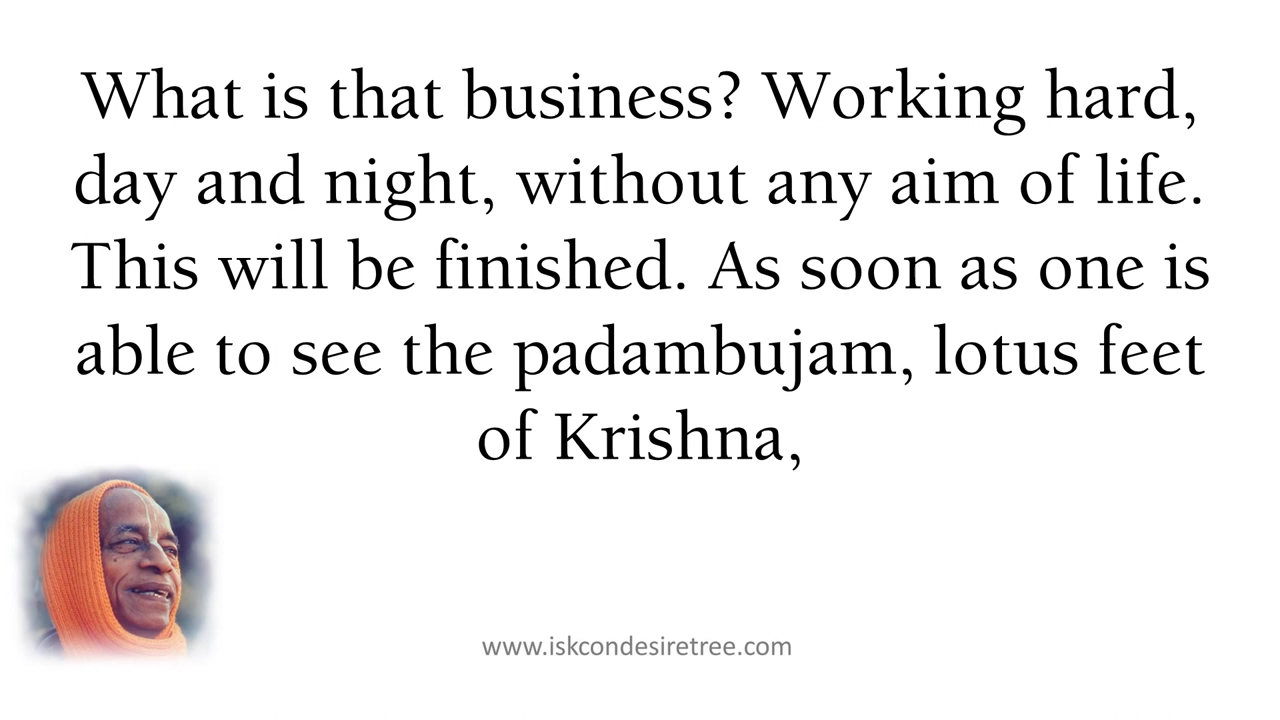 What is that business? Working hard,
day and night, without any aim of life.
This will be finished. As soon as one is
able to see the padambujam, lotus feet
of Krishna,
www.iskcondesiretree.com